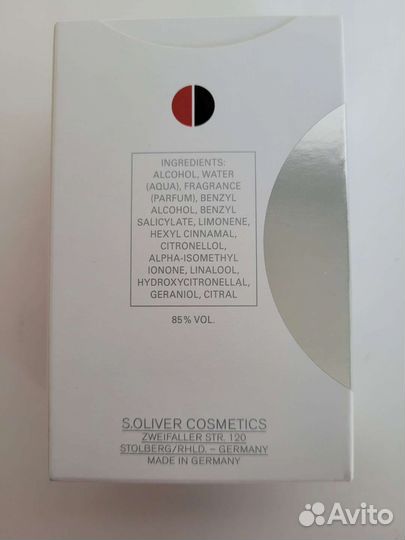 INGREDIENTS:
ALCOHOL, WATER
(AQUA), FRAGRANCE
(PARFUM), BENZYL
ALCOHOL, BENZYL
SALICYLATE, LIMONENE,
HEXYL CINNAMAL,
CITRONELLOL,
ALPHA-ISOMETHYL
IONONE, LINALOOL,
HYDROXYCITRONELLAL,
GERANIOL, CITRAL
85% VOL.
S.OLIVER COSMETICS
ZWEIFALLER STR. 120
STOLBERG/RHLD. – GERMANY
MADE IN GERMANY
Avito